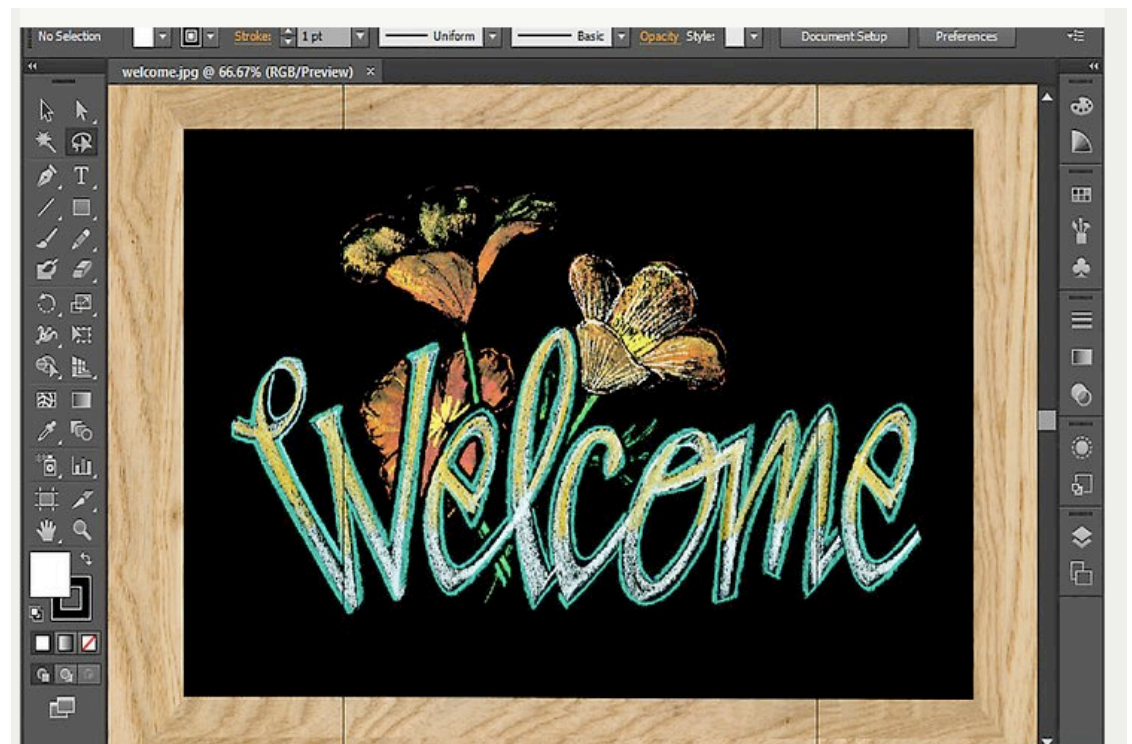 No Selection Stroke: 1 pt Uniform Basic Opacity Style: Document Setup Preferences
welcome.jpg @ 66.67% (RGB/Preview) ×
Welcome